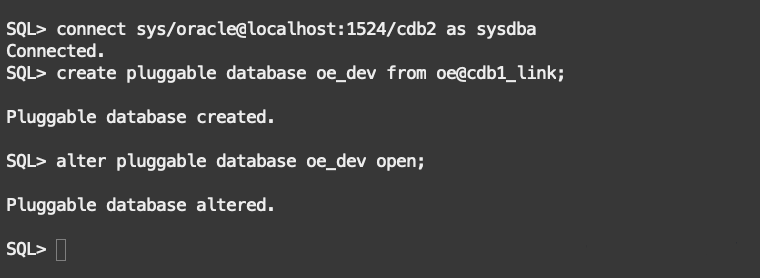 SQL> connect sys/oracle@localhost:1524/cdb2 as sysdba
Connected.
SQL> create pluggable database oe_dev from oe@cdb1_link;
Pluggable database created.
SQL> alter pluggable database oe_dev open;
Pluggable database altered.
SQL>